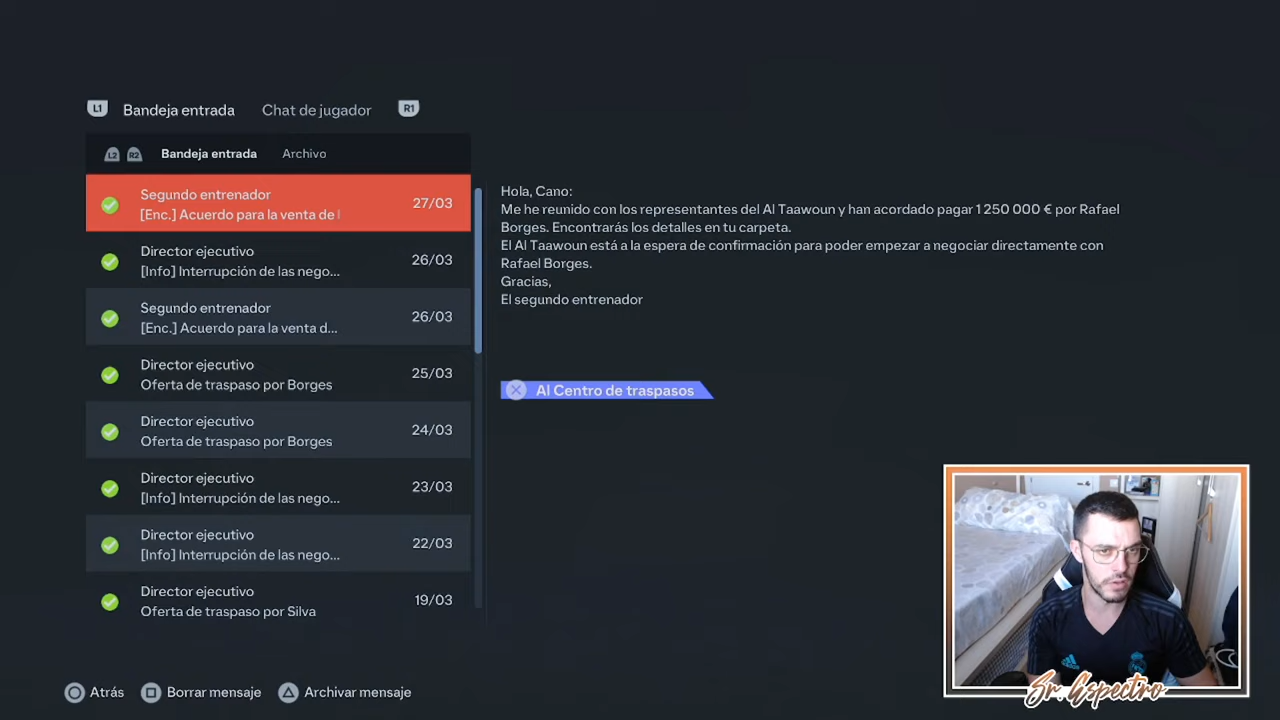 L1 Bandeja entrada Chat de jugador R1
L2 R2 Bandeja entrada Archivo
Segundo entrenador
[Enc.] Acuerdo para la venta de
27/03
Director ejecutivo
[Info] Interrupción de las nego...
26/03
Segundo entrenador
[Enc.] Acuerdo para la venta d...
26/03
Director ejecutivo
Oferta de traspaso por Borges
25/03
Director ejecutivo
Oferta de traspaso por Borges
24/03
Director ejecutivo
[Info] Interrupción de las nego...
23/03
Director ejecutivo
[Info] Interrupción de las nego...
22/03
Director ejecutivo
Oferta de traspaso por Silva
19/03
Hola, Cano:
Me he reunido con los representantes del Al Taawoun y han acordado pagar 1 250 000 € por Rafael
Borges. Encontrarás los detalles en tu carpeta.
El Al Taawoun está a la espera de confirmación para poder empezar a negociar directamente con
Rafael Borges.
Gracias,
El segundo entrenador
Al Centro de traspasos
Atrás Borrar mensaje Archivar mensaje
Sr. Aspectro